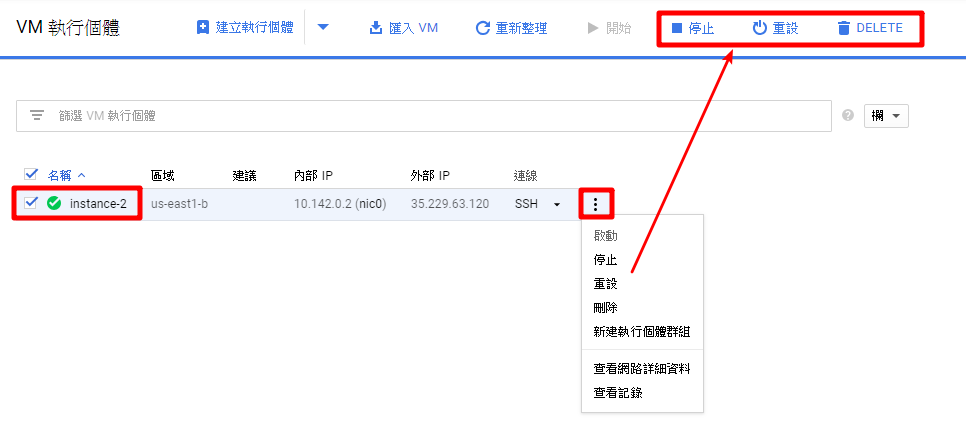 VM 執行個體 建立執行個體 匯入 VM 重新整理 開始 停止 重設 DELETE
篩選 VM 執行個體 ? 欄
名稱 區域 建議 內部 IP 外部 IP 連線
instance-2 us-east1-b 10.142.0.2 (nic0) 35.229.63.120 SSH
啟動
停止
重設
刪除
新建執行個體群組
查看網路詳細資料
查看記錄